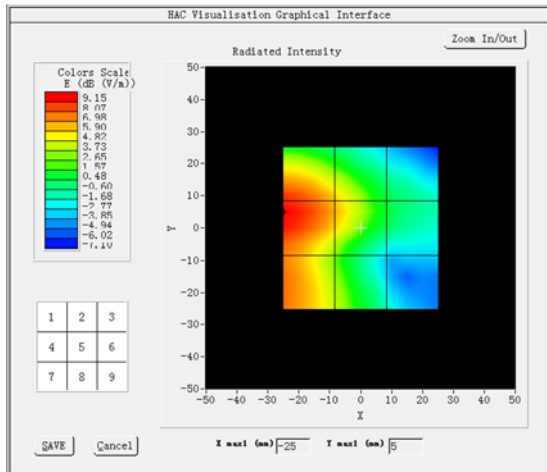 HAC Visualisation Graphical Interface
Zoom In/Out
Radiated Intensity
Colors Scale
E (dB (V/m))
9.15
8.07
6.98
5.90
4.82
3.73
2.65
1.57
0.48
-0.60
-1.68
-2.77
-3.85
-4.94
-6.02
-7.10
50
40
30
20
10
Y
0
-10
-20
-30
-40
-50
-50 -40 -30 -20 -10 0 10 20 30 40 50
X
1 2 3
4 5 6
7 8 9
SAVE Cancel
X max1 (mm) -25 Y max1 (mm) 5